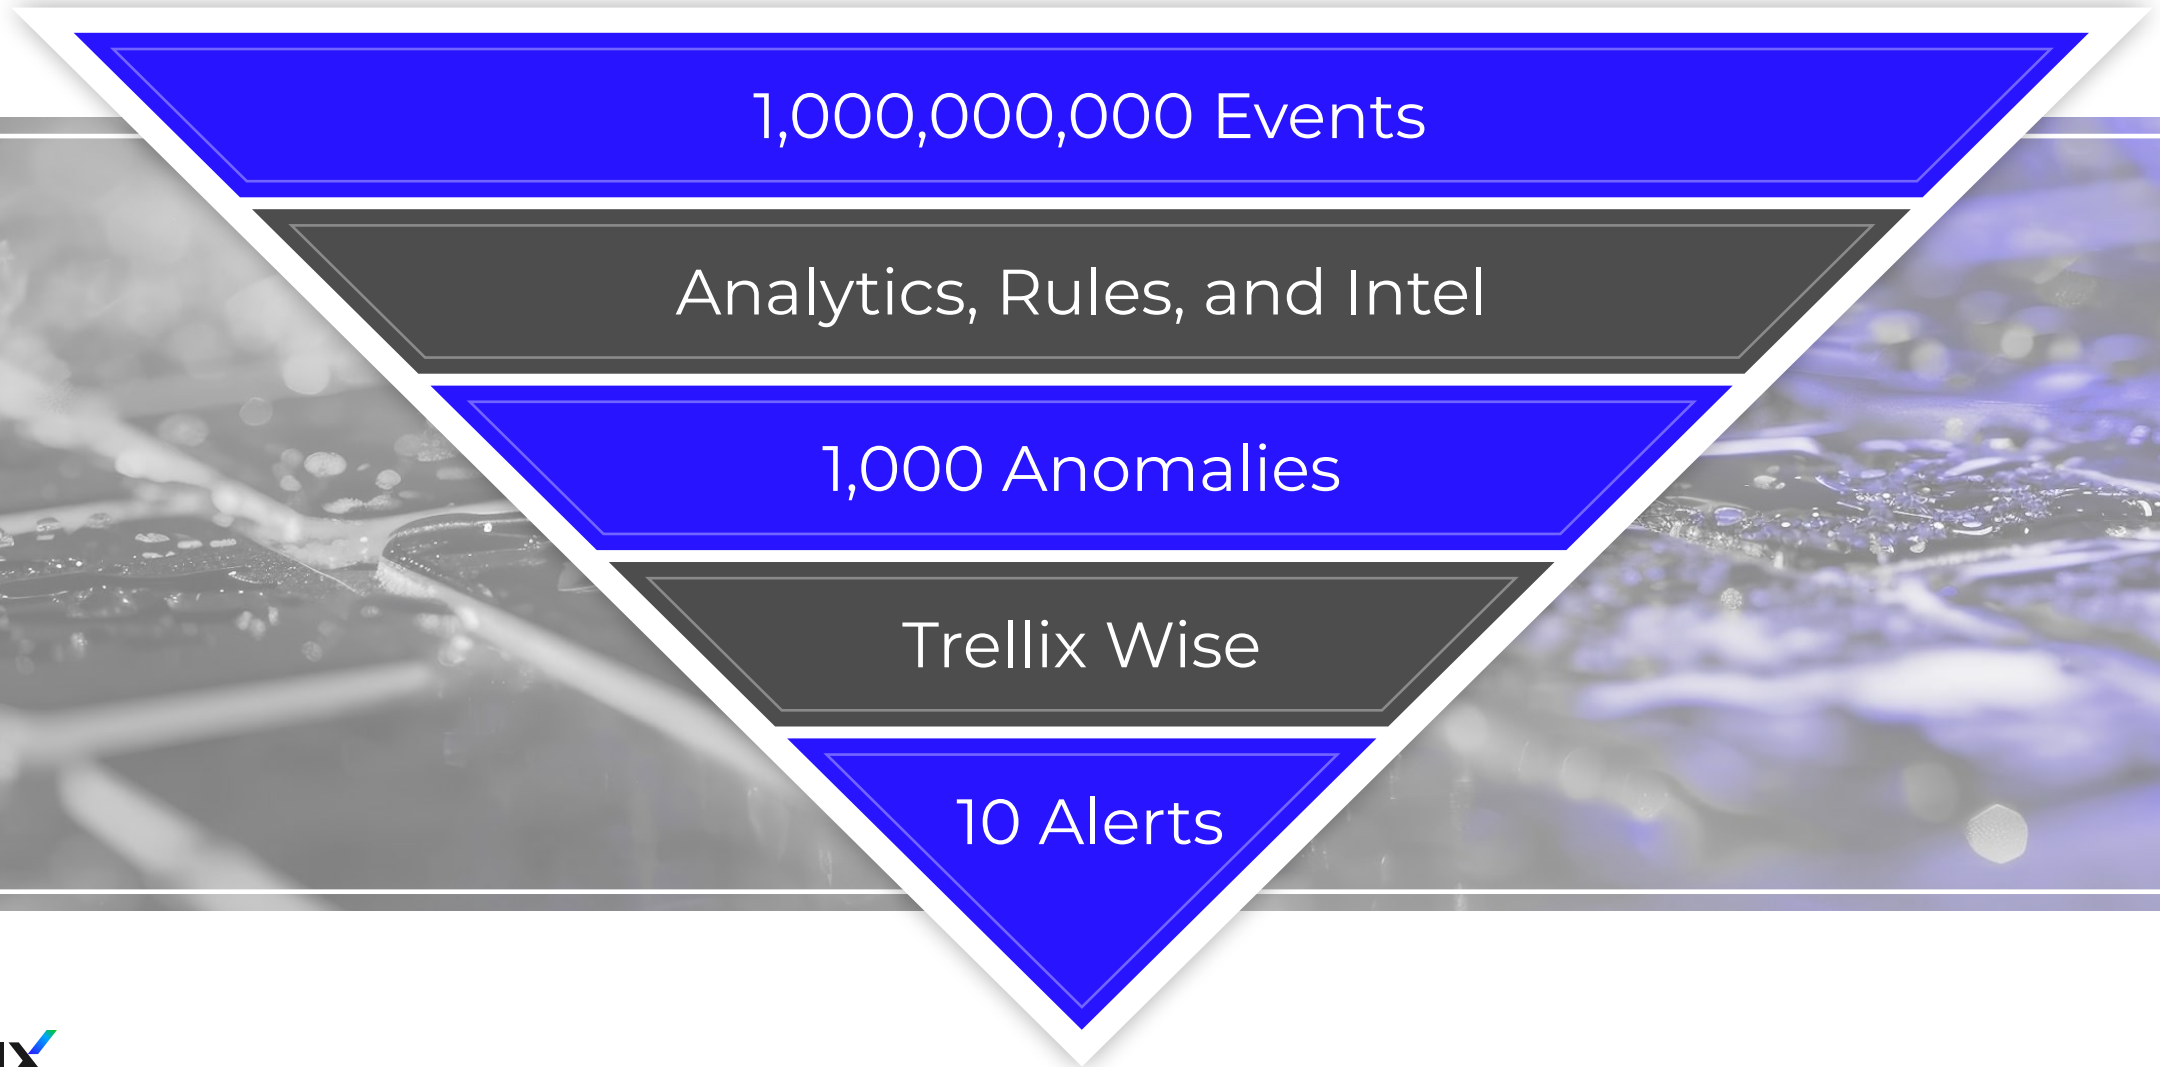 1,000,000,000 Events
Analytics, Rules, and Intel
1,000 Anomalies
Trellix Wise
10 Alerts